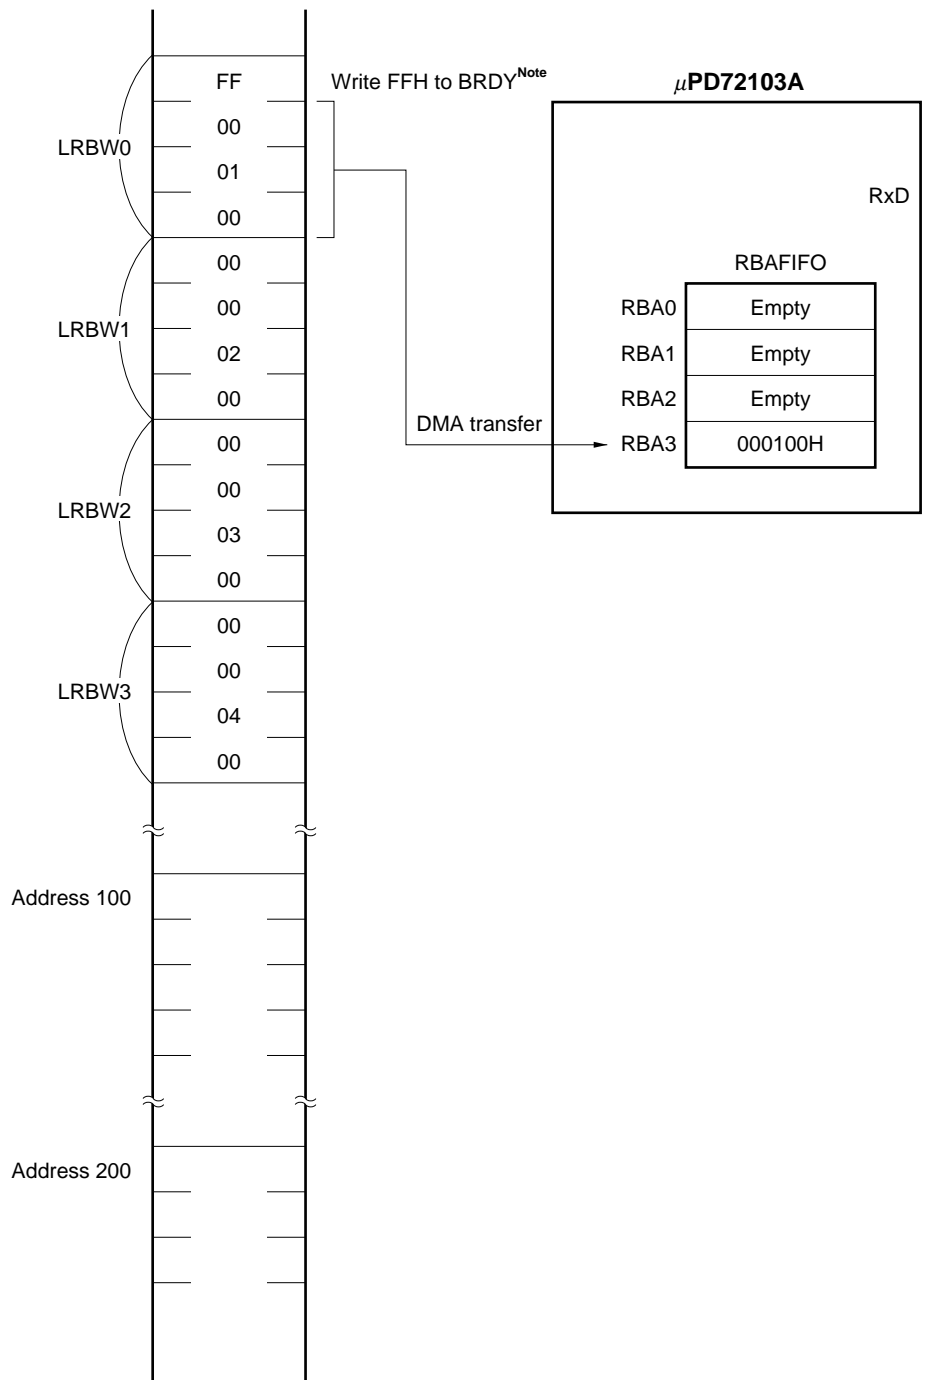 FF
Write FFH to BRDYNote
μPD72103A
00
LRBW0
01
RxD
00
00
RBAFIFO
00
RBA0 Empty
LRBW1
02
RBA1 Empty
00
RBA2 Empty
DMA transfer
00
RBA3 000100H
00
LRBW2
03
00
00
00
LRBW3
04
00
Address 100
Address 200